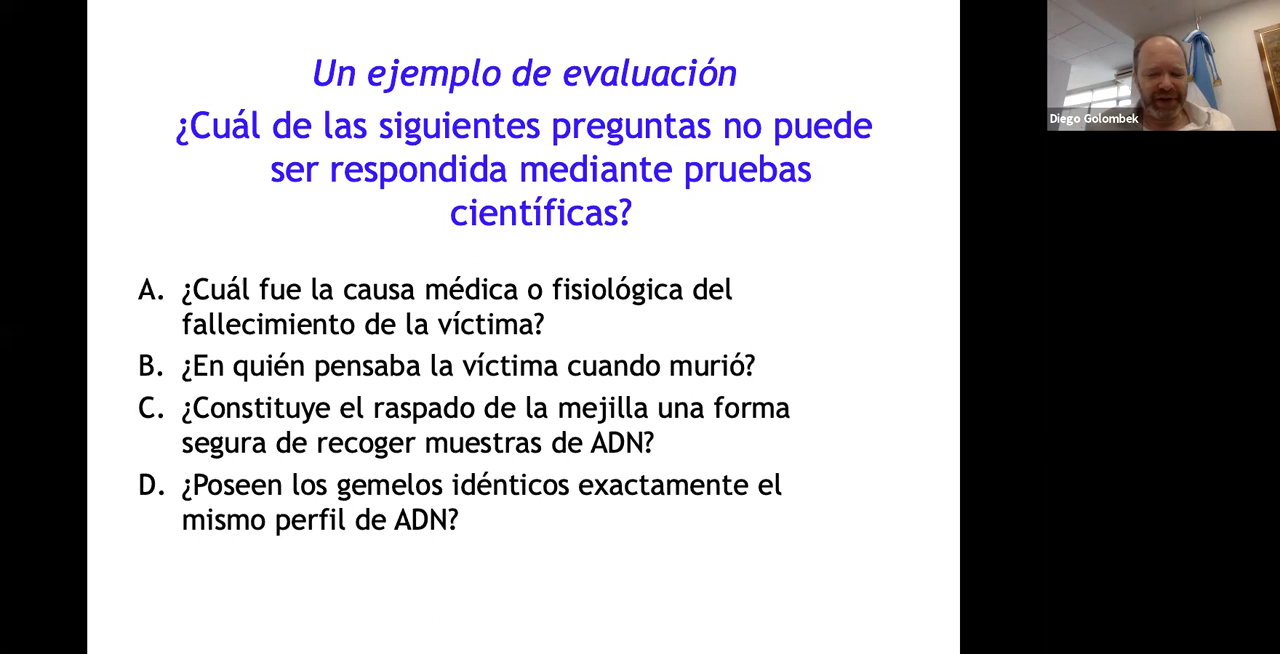 Un ejemplo de evaluación
¿Cuál de las siguientes preguntas no puede
ser respondida mediante pruebas
científicas?
A. ¿Cuál fue la causa médica o fisiológica del
fallecimiento de la víctima?
B. ¿En quién pensaba la víctima cuando murió?
C. ¿Constituye el raspado de la mejilla una forma
segura de recoger muestras de ADN?
D. ¿Poseen los gemelos idénticos exactamente el
mismo perfil de ADN?
Diego Golombek